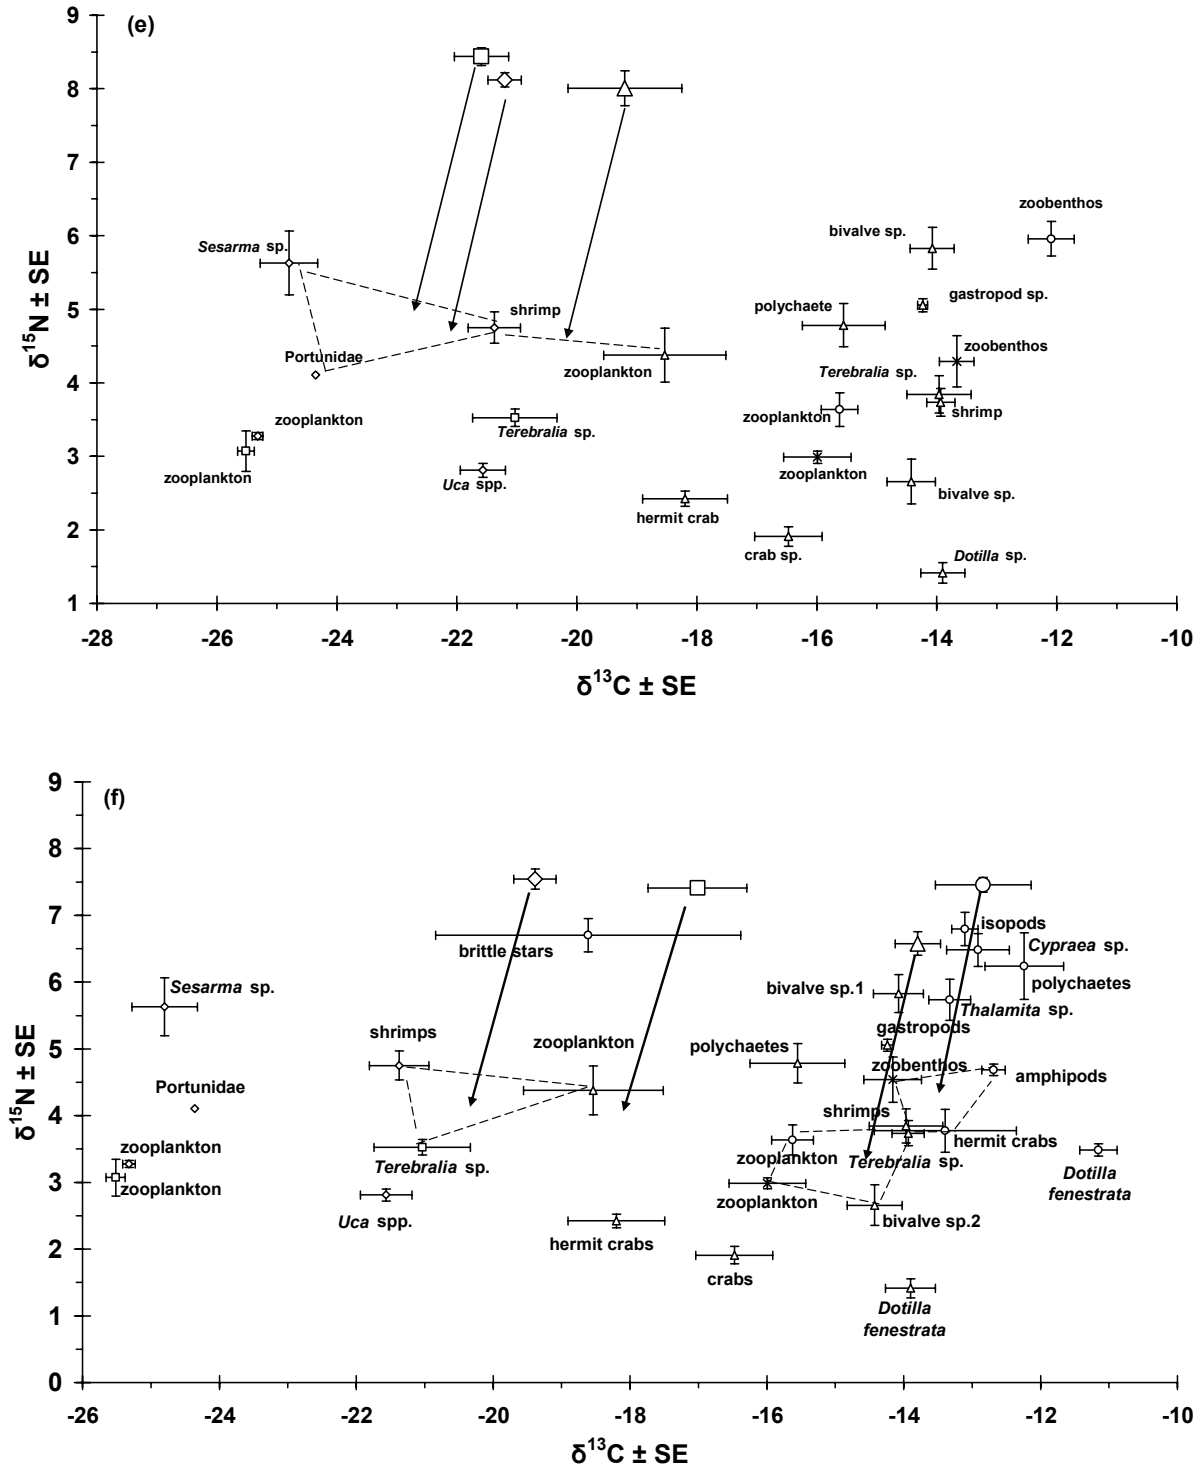 (e)
9
8
7
6
5
4
3
2
1
δ15N ± SE
zoobenthos
bivalve sp.
Sesarma sp.
gastropod sp.
polychaete
shrimp
zoobenthos
Portunidae
zooplankton
Terebralia sp.
shrimp
zooplankton
zooplankton
Terebralia sp.
zooplankton
zooplankton
Uca spp.
bivalve sp.
hermit crab
crab sp.
Dotilla sp.
-28 -26 -24 -22 -20 -18 -16 -14 -12 -10
δ13C ± SE
(f)
9
8
7
6
5
4
3
2
1
0
δ15N ± SE
isopods
brittle stars
Cypraea sp.
polychaetes
Sesarma sp.
bivalve sp.1
Thalamita sp.
gastropods
shrimps
zooplankton
polychaetes
zoobenthos
amphipods
Portunidae
shrimps
hermit crabs
zooplankton
zooplankton
Terebralia sp.
Terebralia sp.
Dotilla
fenestrata
zooplankton
zooplankton
Uca spp.
bivalve sp.2
hermit crabs
crabs
Dotilla
fenestrata
-26 -24 -22 -20 -18 -16 -14 -12 -10
δ13C ± SE